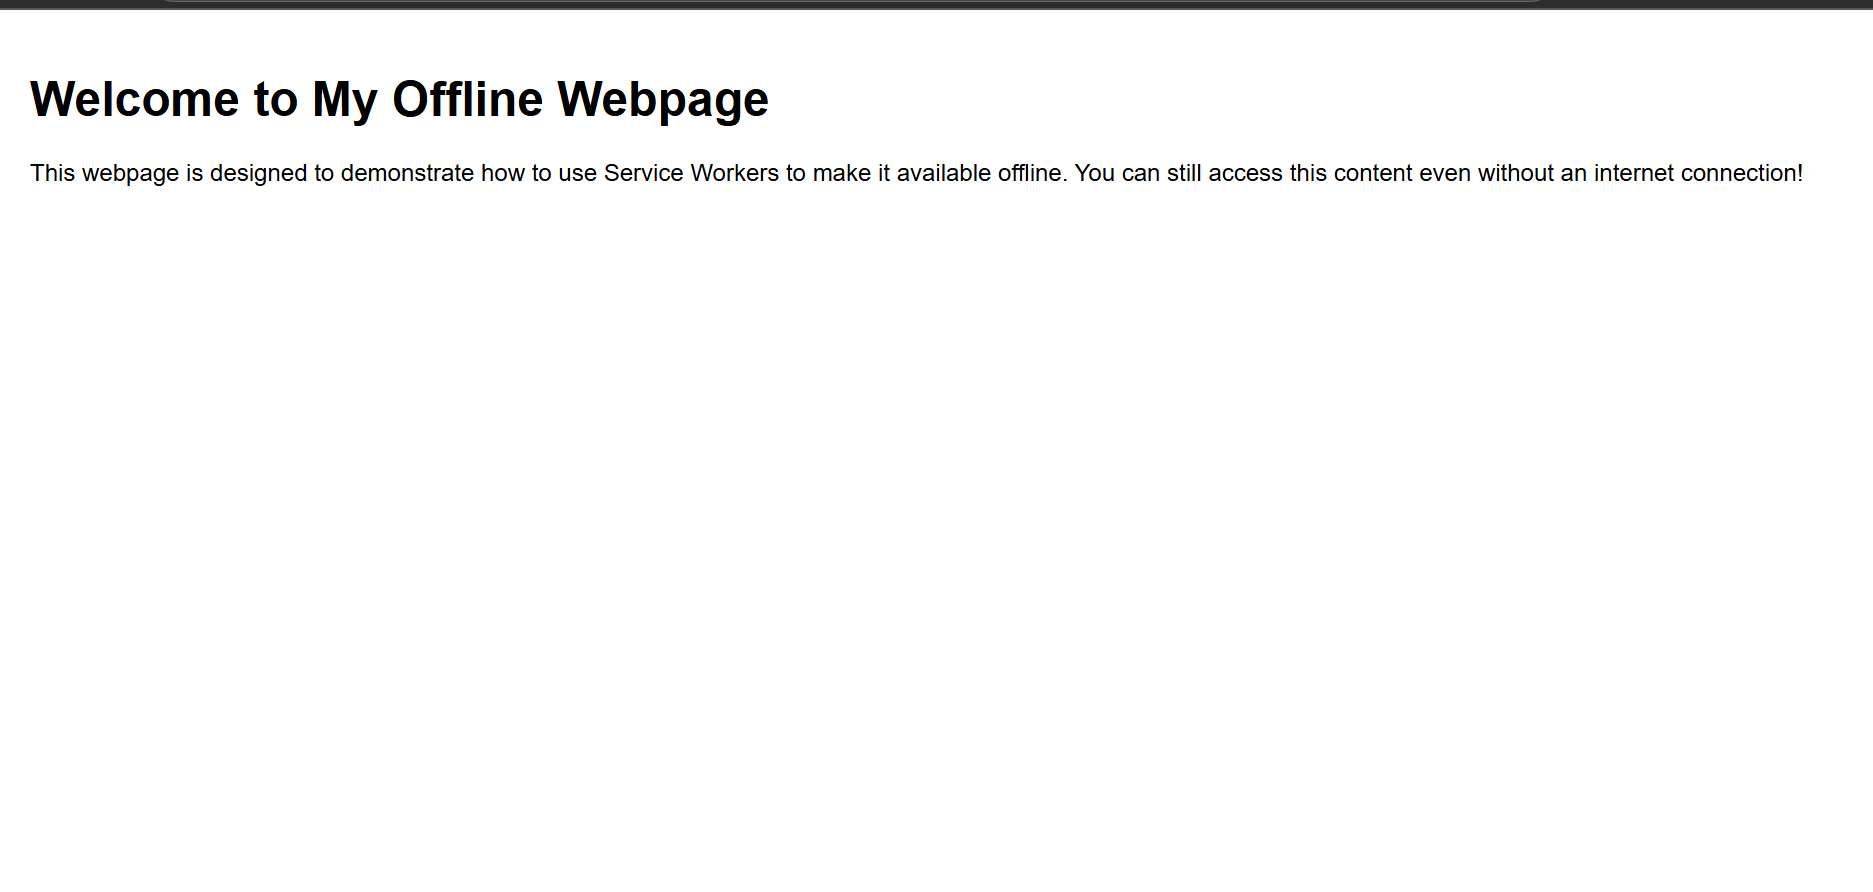 Welcome to My Offline Webpage
This webpage is designed to demonstrate how to use Service Workers to make it available offline. You can still access this content even without an internet connection!